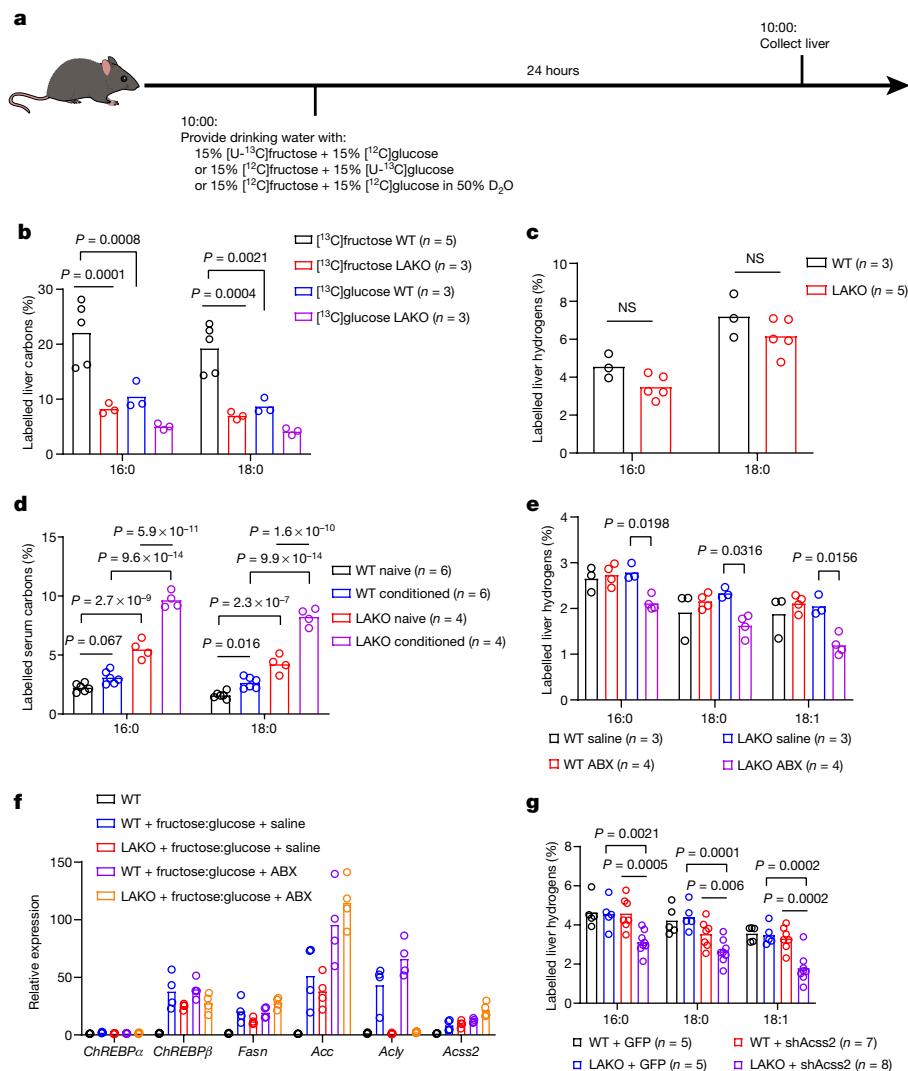 a
10:00:
Collect liver
24 hours
10:00:
Provide drinking water with:
15% [U-¹³C]fructose + 15% [¹²C]glucose
or 15% [¹²C]fructose + 15% [U-¹³C]glucose
or 15% [¹²C]fructose + 15% [¹²C]glucose in 50% D₂O
b
P = 0.0008
P = 0.0001
P = 0.0021
P = 0.0004
[¹³C]fructose WT (n = 5)
[¹³C]fructose LAKO (n = 3)
[¹³C]glucose WT (n = 3)
[¹³C]glucose LAKO (n = 3)
Labelled liver carbons (%)
30
20
10
0
16:0
18:0
c
NS
NS
WT (n = 3)
LAKO (n = 5)
Labelled liver hydrogens (%)
10
8
6
4
2
0
16:0
18:0
d
P = 5.9 × 10⁻¹¹
P = 9.6 × 10⁻¹⁴
P = 2.7 × 10⁻⁹
P = 0.067
P = 1.6 × 10⁻¹⁰
P = 9.9 × 10⁻¹⁴
P = 2.3 × 10⁻⁷
P = 0.016
WT naive (n = 6)
WT conditioned (n = 6)
LAKO naive (n = 4)
LAKO conditioned (n = 4)
Labelled serum carbons (%)
15
10
5
0
16:0
18:0
e
P = 0.0198
P = 0.0316
P = 0.0156
Labelled liver hydrogens (%)
4
3
2
1
0
16:0
18:0
18:1
WT saline (n = 3)
LAKO saline (n = 3)
WT ABX (n = 4)
LAKO ABX (n = 4)
f
WT
WT + fructose:glucose + saline
LAKO + fructose:glucose + saline
WT + fructose:glucose + ABX
LAKO + fructose:glucose + ABX
Relative expression
150
100
50
0
ChREBPα
ChREBPβ
Fasn
Acc
Acly
Acss2
g
P = 0.0021
P = 0.0005
P = 0.0001
P = 0.006
P = 0.0002
P = 0.0002
Labelled liver hydrogens (%)
8
6
4
2
0
16:0
18:0
18:1
WT + GFP (n = 5)
WT + shAcss2 (n = 7)
LAKO + GFP (n = 5)
LAKO + shAcss2 (n = 8)